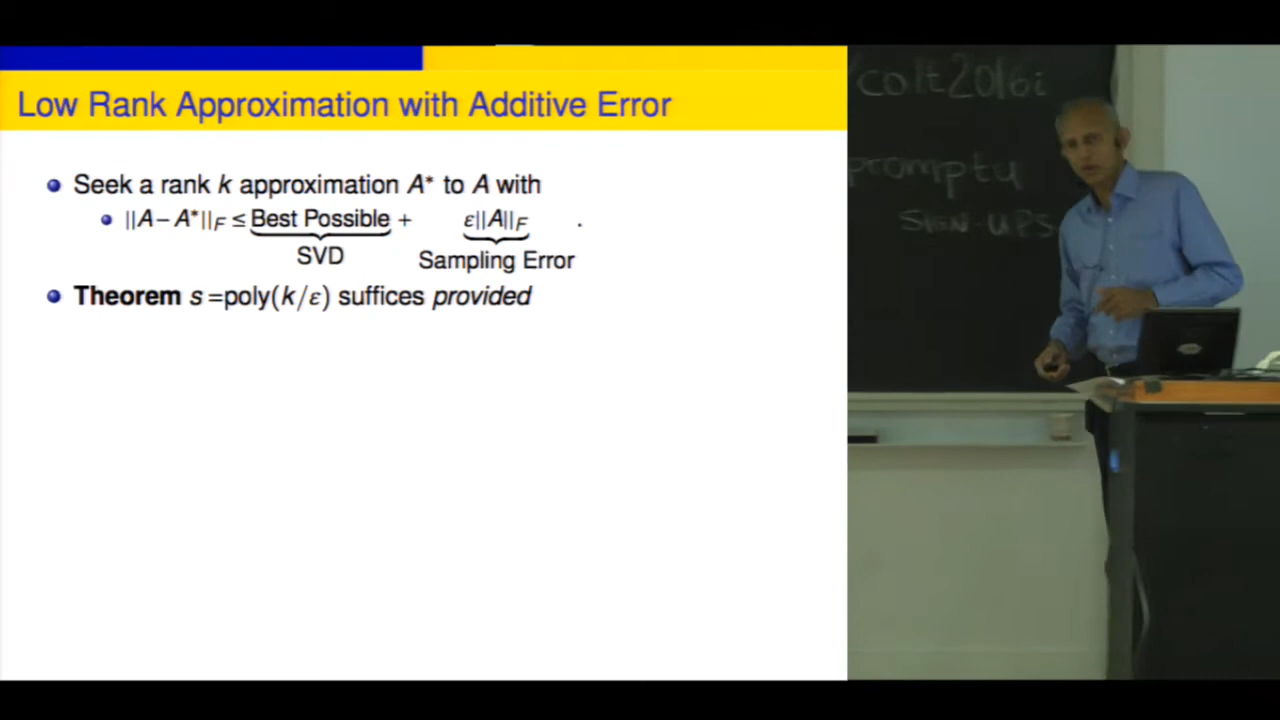 Low Rank Approximation with Additive Error
Seek a rank k approximation A* to A with
||A − A*||F ≤ Best Possible + ε||A||F .
SVD
Sampling Error
Theorem s =poly(k/ε) suffices provided
colt2016i
promptu
SIGN-UPS